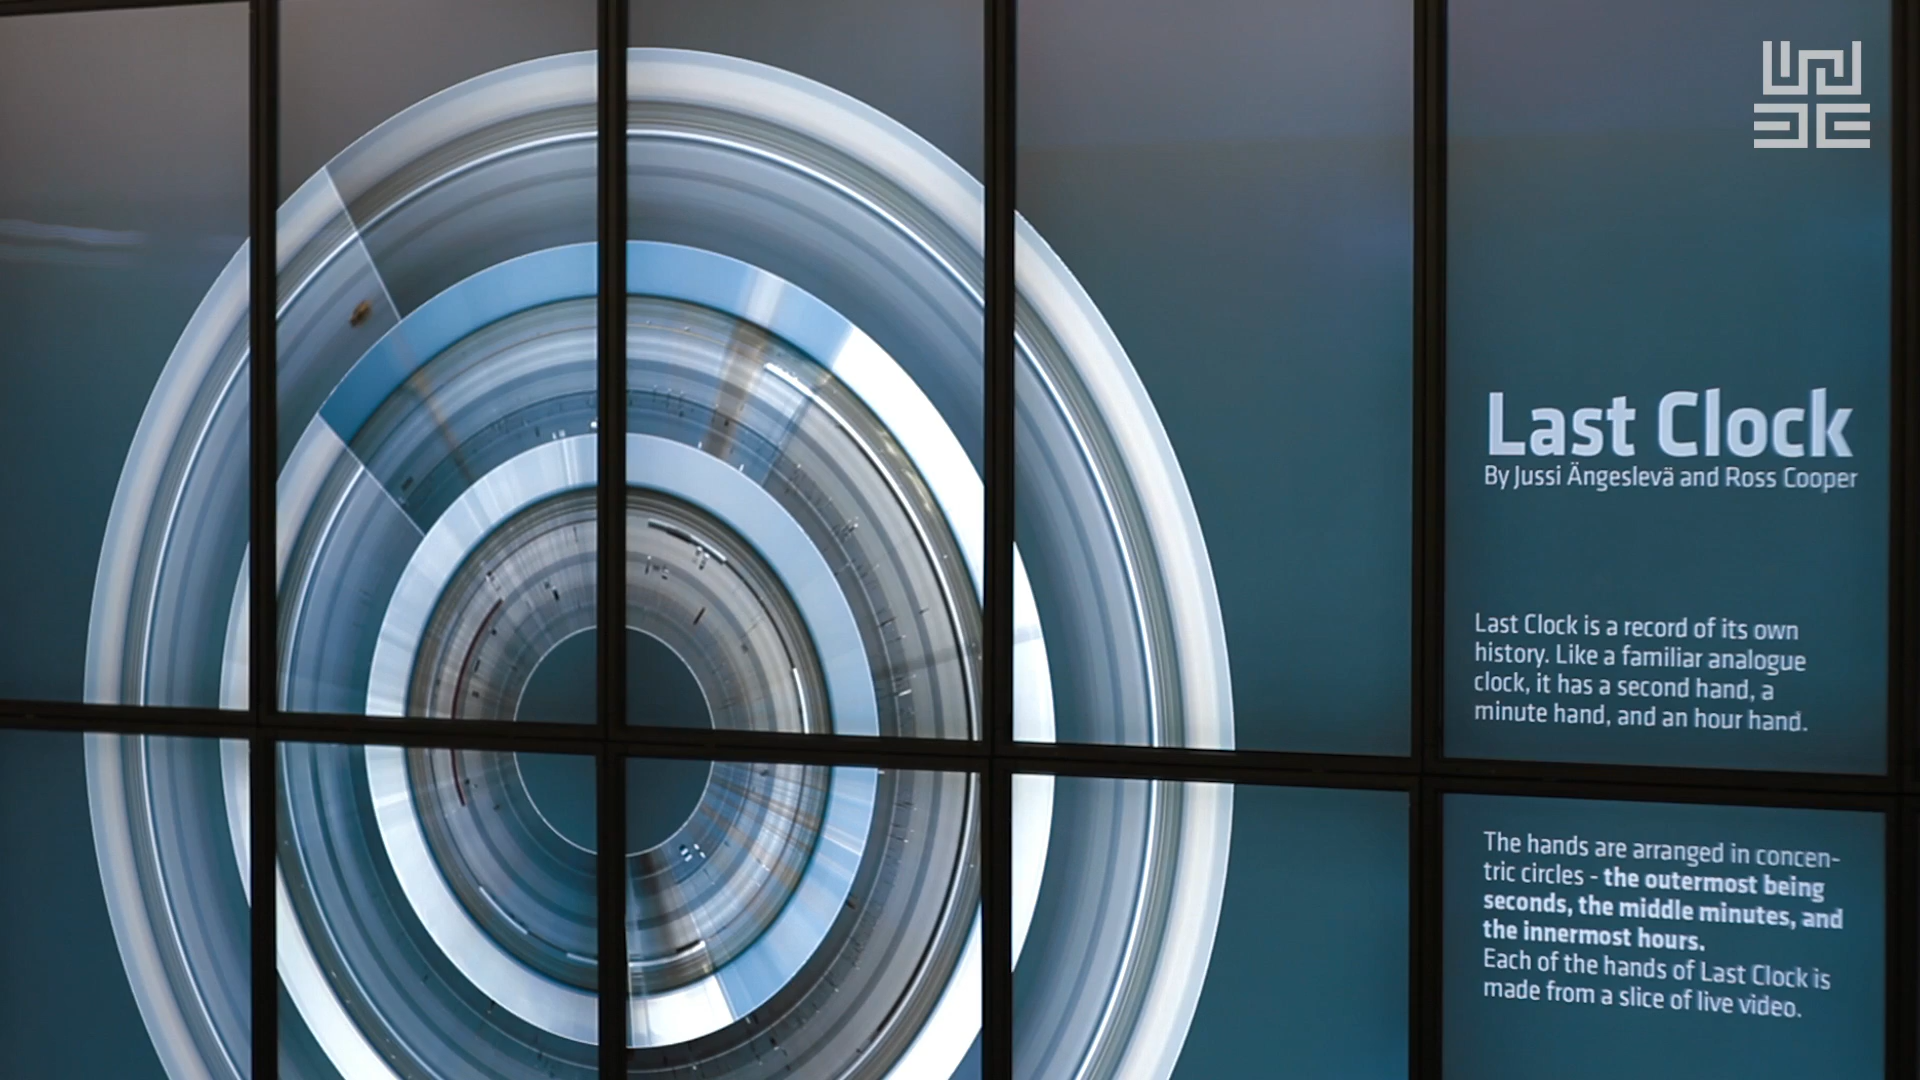 Last Clock
By Jussi Ängeslevä and Ross Cooper
Last Clock is a record of its own
history. Like a familiar analogue
clock, it has a second hand, a
minute hand, and an hour hand.
The hands are arranged in concen-
tric circles - the outermost being
seconds, the middle minutes, and
the innermost hours.
Each of the hands of Last Clock is
made from a slice of live video.